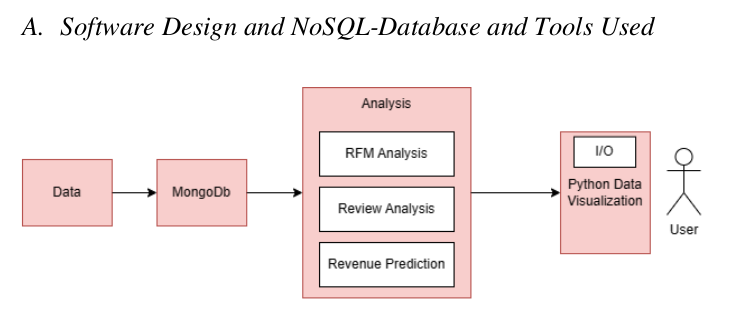 A. Software Design and NoSQL-Database and Tools Used
Data
MongoDb
Analysis
RFM Analysis
Review Analysis
Revenue Prediction
I/O
Python Data
Visualization
User